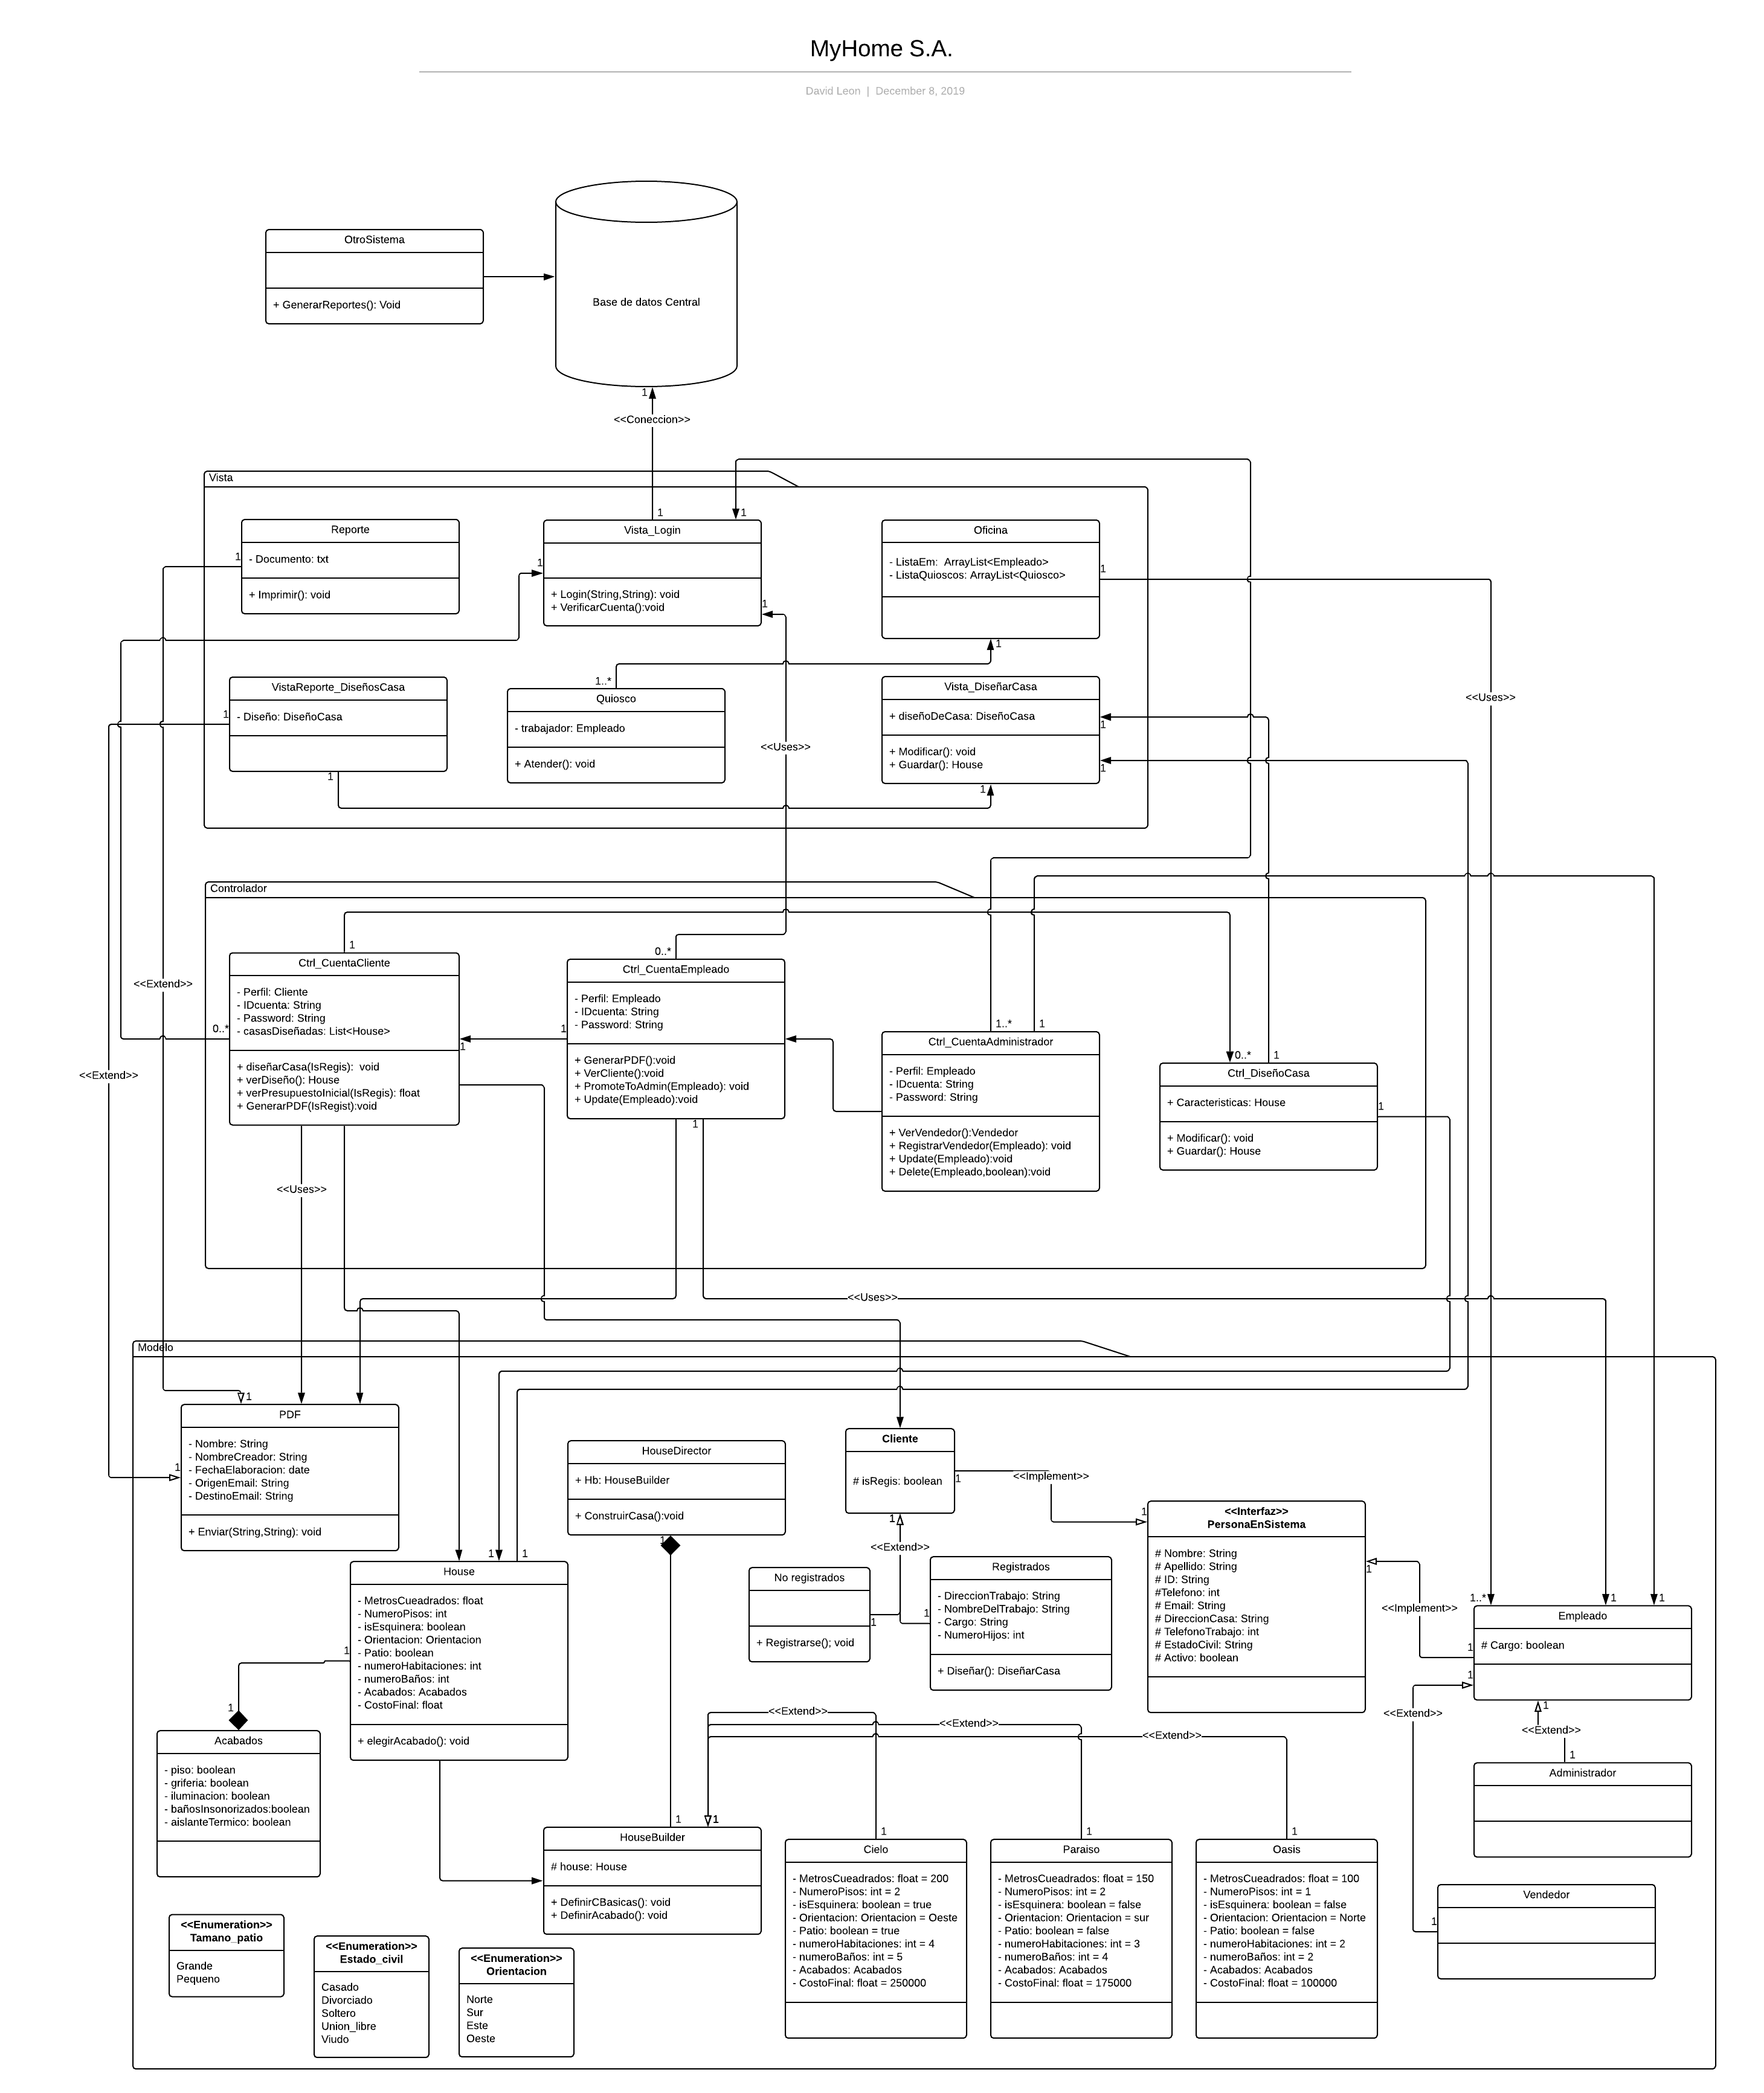 MyHome S.A.
David Leon | December 8, 2019
OtroSistema
+ GenerarReportes(): Void
Base de datos Central
1
<<Coneccion>>
1
1
Vista
Reporte
- Documento: txt
+ Imprimir(): void
1
Vista_Login
+ Login(String,String): void
+ VerificarCuenta():void
1
1
Oficina
- ListaEm:  ArrayList<Empleado>
- ListaQuioscos: ArrayList<Quiosco>
1
1
VistaReporte_DiseñosCasa
- Diseño: DiseñoCasa
1
1
1..*
Quiosco
- trabajador: Empleado
+ Atender(): void
<<Uses>>
Vista_DiseñarCasa
+ diseñoDeCasa: DiseñoCasa
+ Modificar(): void
+ Guardar(): House
1
1
1
<<Uses>>
Controlador
<<Extend>>
<<Extend>>
1
Ctrl_CuentaCliente
- Perfil: Cliente
- IDcuenta: String
- Password: String
- casasDiseñadas: List<House>
+ diseñarCasa(IsRegis):  void
+ verDiseño(): House
+ verPresupuestoInicial(IsRegis): float
+ GenerarPDF(IsRegist):void
0..*
1
0..*
Ctrl_CuentaEmpleado
- Perfil: Empleado
- IDcuenta: String
- Password: String
+ GenerarPDF():void
+ VerCliente():void
+ PromoteToAdmin(Empleado): void
+ Update(Empleado):void
1
1
1..*
1
Ctrl_CuentaAdministrador
- Perfil: Empleado
- IDcuenta: String
- Password: String
+ VerVendedor():Vendedor
+ RegistrarVendedor(Empleado): void
+ Update(Empleado):void
+ Delete(Empleado,boolean):void
0..*
1
Ctrl_DiseñoCasa
+ Caracteristicas: House
+ Modificar(): void
+ Guardar(): House
1
<<Uses>>
<<Uses>>
Modelo
1
1
PDF
- Nombre: String
- NombreCreador: String
- FechaElaboracion: date
- OrigenEmail: String
- DestinoEmail: String
+ Enviar(String,String): void
HouseDirector
+ Hb: HouseBuilder
+ ConstruirCasa():void
1
Cliente
# isRegis: boolean
1
1
<<Implement>>
1
<<Extend>>
<<Interfaz>>
PersonaEnSistema
# Nombre: String
# Apellido: String
# ID: String
#Telefono: int
# Email: String
# DireccionCasa: String
# TelefonoTrabajo: int
# EstadoCivil: String
# Activo: boolean
1
<<Implement>>
1..*
1
1
Empleado
# Cargo: boolean
1
1
1
1
1
House
- MetrosCueadrados: float
- NumeroPisos: int
- isEsquinera: boolean
- Orientacion: Orientacion
- Patio: boolean
- numeroHabitaciones: int
- numeroBaños: int
- Acabados: Acabados
- CostoFinal: float
+ elegirAcabado(): void
1
No registrados
+ Registrarse(); void
1
Registrados
- DireccionTrabajo: String
- NombreDelTrabajo: String
- Cargo: String
- NumeroHijos: int
+ Diseñar(): DiseñarCasa
1
<<Extend>>
<<Extend>>
<<Extend>>
<<Extend>>
<<Extend>>
1
Administrador
1
Acabados
- piso: boolean
- griferia: boolean
- iluminacion: boolean
- bañosInsonorizados:boolean
- aislanteTermico: boolean
1
1
HouseBuilder
# house: House
+ DefinirCBasicas(): void
+ DefinirAcabado(): void
1
Cielo
- MetrosCueadrados: float = 200
- NumeroPisos: int = 2
- isEsquinera: boolean = true
- Orientacion: Orientacion = Oeste
- Patio: boolean = true
- numeroHabitaciones: int = 4
- numeroBaños: int = 5
- Acabados: Acabados
- CostoFinal: float = 250000
1
Paraiso
- MetrosCueadrados: float = 150
- NumeroPisos: int = 2
- isEsquinera: boolean = false
- Orientacion: Orientacion = sur
- Patio: boolean = false
- numeroHabitaciones: int = 3
- numeroBaños: int = 4
- Acabados: Acabados
- CostoFinal: float = 175000
1
Oasis
- MetrosCueadrados: float = 100
- NumeroPisos: int = 1
- isEsquinera: boolean = false
- Orientacion: Orientacion = Norte
- Patio: boolean = false
- numeroHabitaciones: int = 2
- numeroBaños: int = 2
- Acabados: Acabados
- CostoFinal: float = 100000
1
Vendedor
<<Enumeration>>
Tamano_patio
Grande
Pequeno
<<Enumeration>>
Estado_civil
Casado
Divorciado
Soltero
Union_libre
Viudo
<<Enumeration>>
Orientacion
Norte
Sur
Este
Oeste